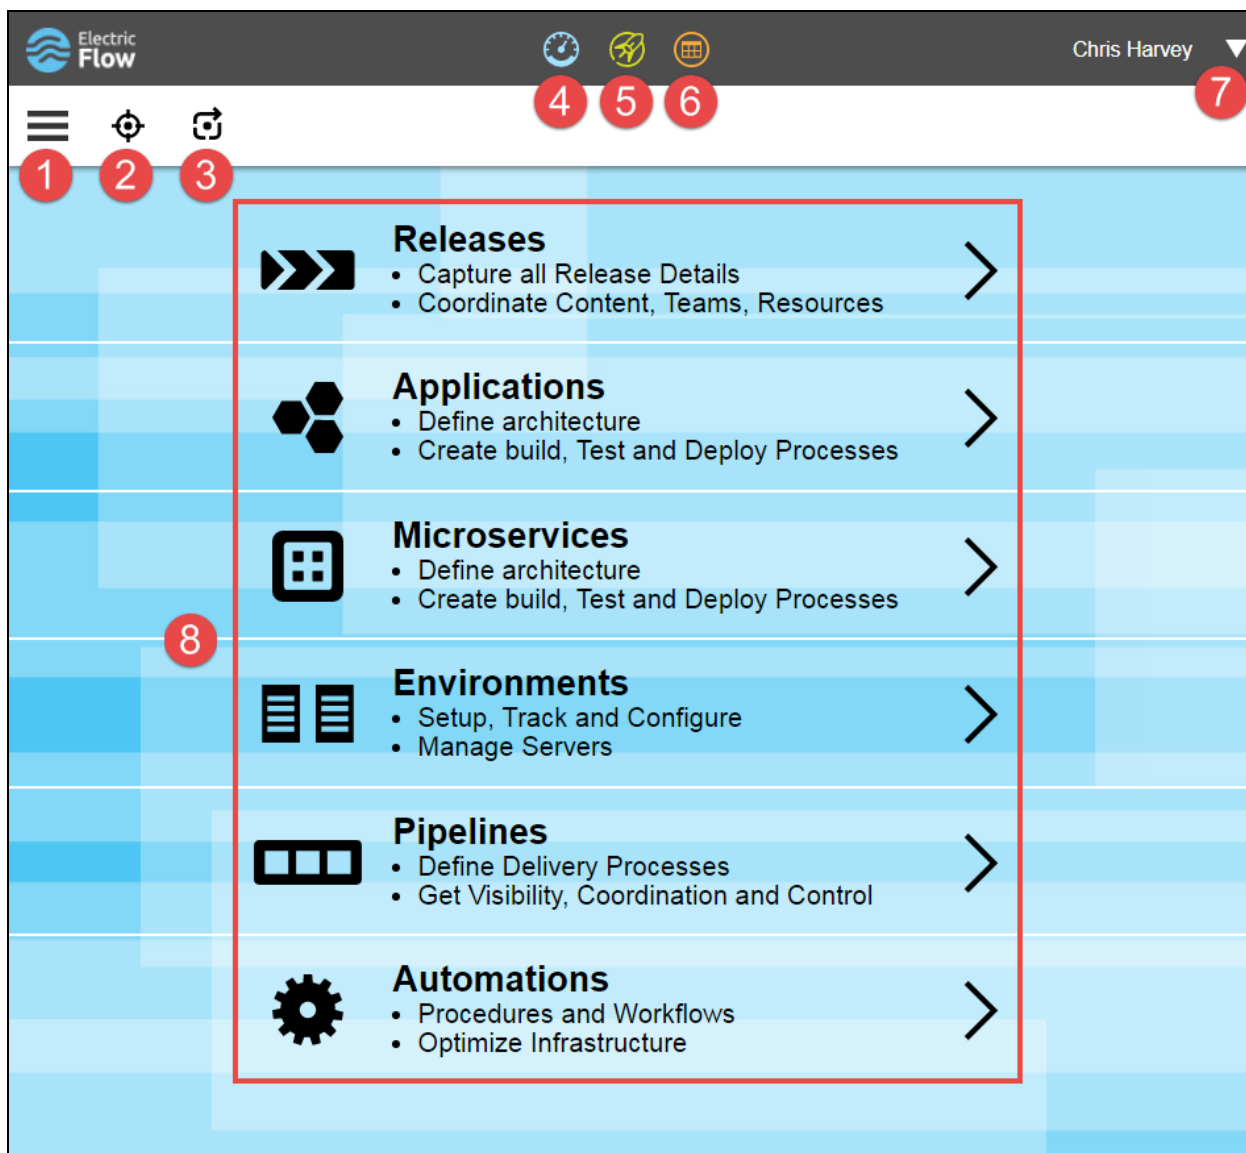 Electric
Flow
Chris Harvey
4
5
6
7
1
2
3
Releases
• Capture all Release Details
• Coordinate Content, Teams, Resources
Applications
• Define architecture
• Create build, Test and Deploy Processes
Microservices
• Define architecture
• Create build, Test and Deploy Processes
8
Environments
• Setup, Track and Configure
• Manage Servers
Pipelines
• Define Delivery Processes
• Get Visibility, Coordination and Control
Automations
• Procedures and Workflows
• Optimize Infrastructure